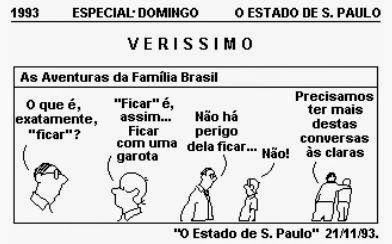 1993 ESPECIAL·DOMINGO O ESTADO DE S. PAULO
VERISSIMO
As Aventuras da Família Brasil
O que é,
exatamente,
"ficar"?
"Ficar" é,
assim...
Ficar
com uma
garota
Não há
perigo
dela ficar...
Não!
Precisamos
ter mais
destas
conversas
às claras
"O Estado de S. Paulo" 21/11/93.